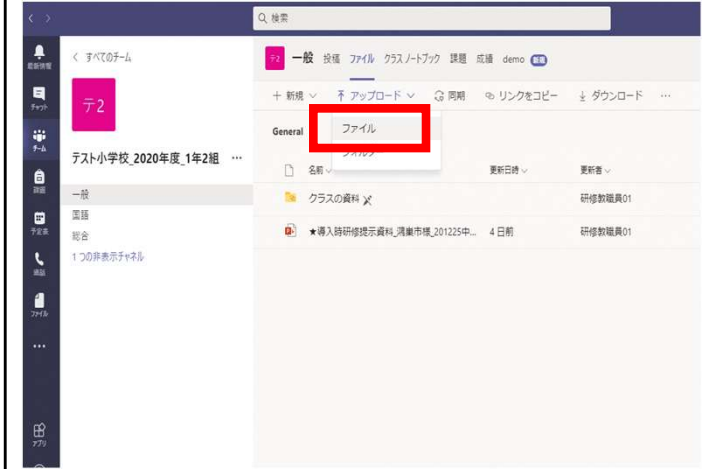 検索
最新情報
チャット
チーム
課題
予定表
通話
ファイル
アプリ
すべてのチーム
テ2
テスト小学校_2020年度_1年2組 …
一般
国語
総合
1 つの非表示チャネル
テ2 一般 投稿 ファイル クラス ノートブック 課題 成績 demo 新規
+ 新規 アップロード 同期 リンクをコピー ダウンロード …
General
ファイル
フォルダ
名前 更新日時 更新者
クラスの資料 研修教職員01
★導入時研修提示資料_鴻巣市様_201225中... 4 日前 研修教職員01